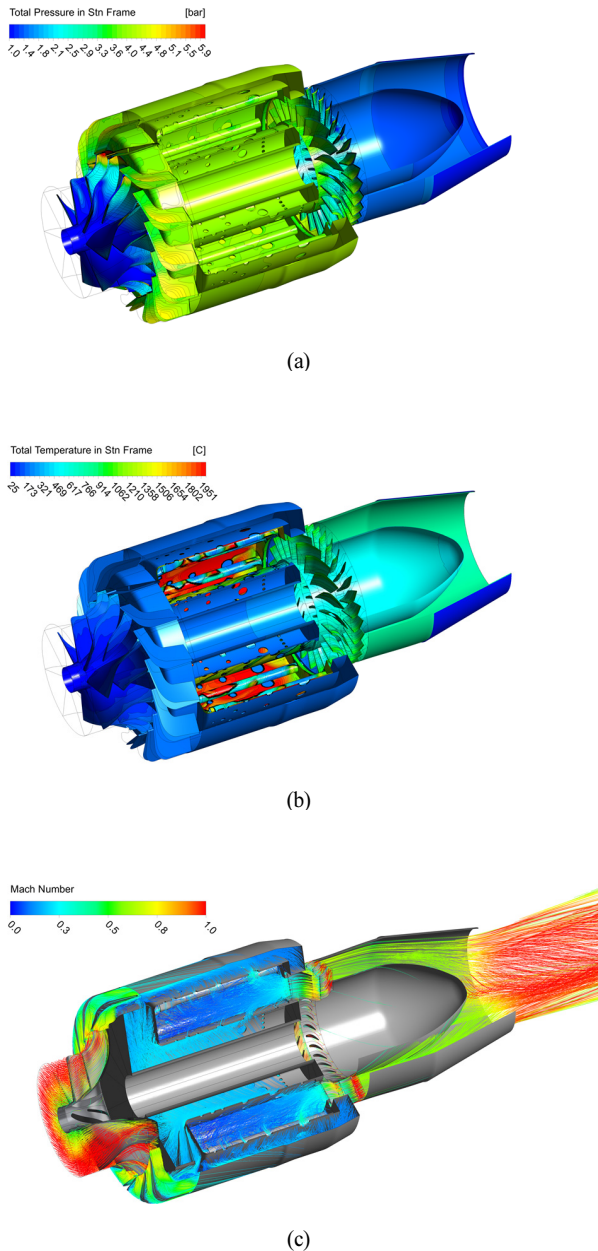 Total Pressure in Stn Frame [bar]
1.0 1.4 1.8 2.1 2.5 2.9 3.3 3.6 4.0 4.4 4.8 5.1 5.5 5.9
(a)
Total Temperature in Stn Frame [C]
25 173 321 469 617 766 914 1062 1210 1358 1506 1654 1802 1951
(b)
Mach Number
0.0 0.3 0.5 0.8 1.0
(c)